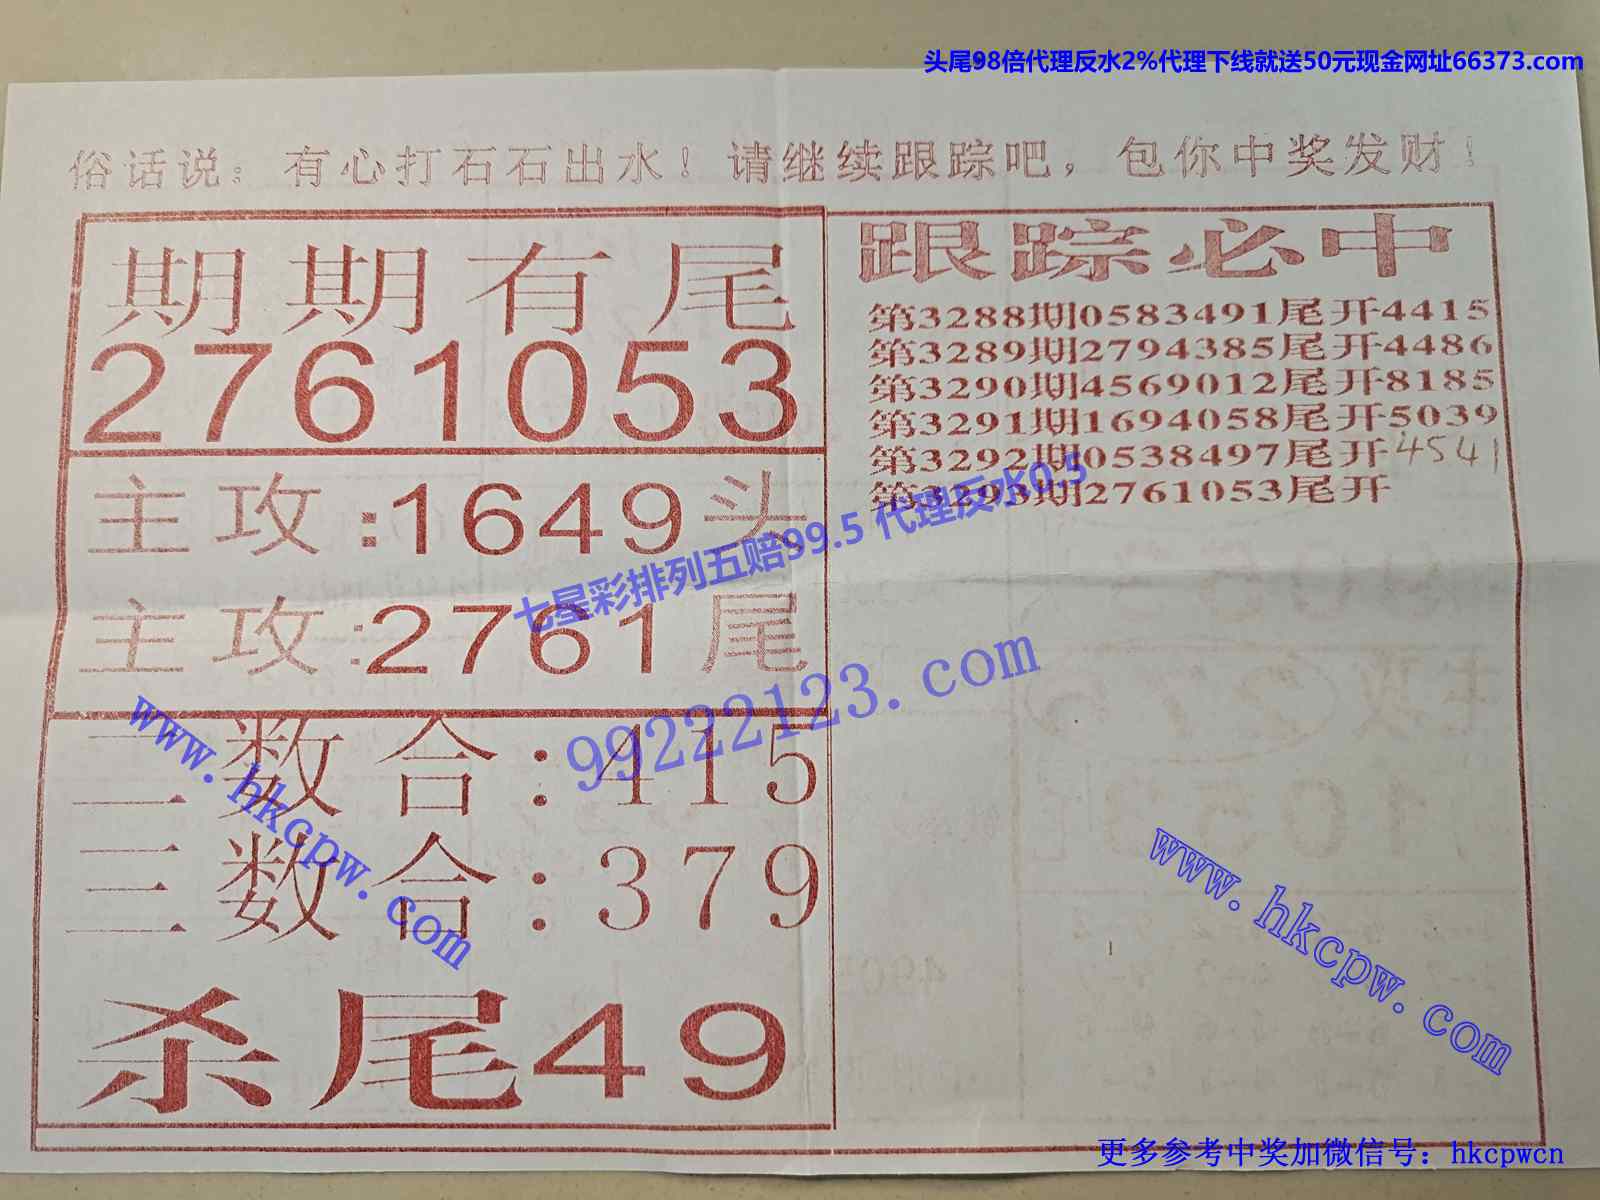 头尾98倍代理反水2%代理下线就送50元现金网址66373.com
俗话说：有心打石石出水！请继续跟踪吧，包你中奖发财！
期期有尾
2761053
主攻:1649头
主攻:2761尾
二数合:415
三数合:379
杀尾49
跟踪必中
第3288期0583491尾开4415
第3289期2794385尾开4486
第3290期4569012尾开8185
第3291期1694058尾开5039
第3292期0538497尾开4541
第3293期2761053尾开
七星彩排列五赔99.5 代理反水0.5
99222123.com
www.hkcpw.com
www.hkcpw.com
更多参考中奖加微信号：hkcpwcn